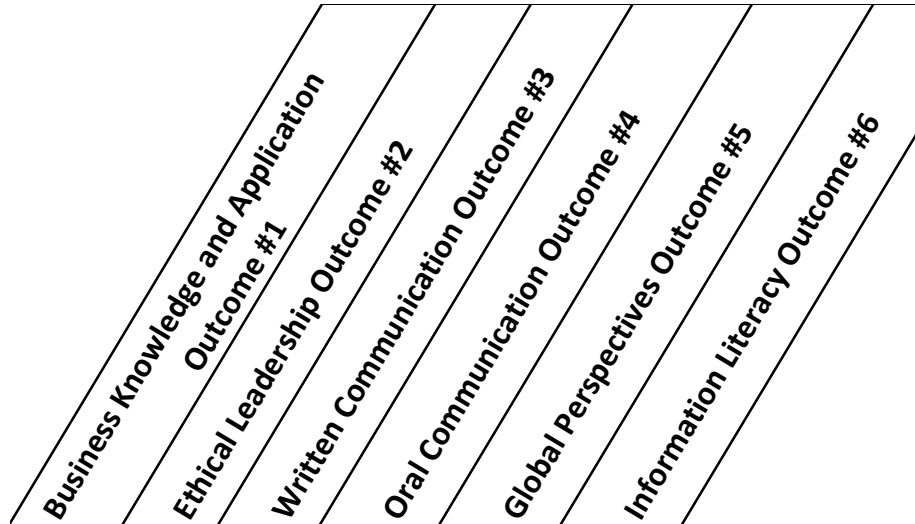 Business Knowledge and Application
Outcome #1
Ethical Leadership Outcome #2
Written Communication Outcome #3
Oral Communication Outcome #4
Global Perspectives Outcome #5
Information Literacy Outcome #6